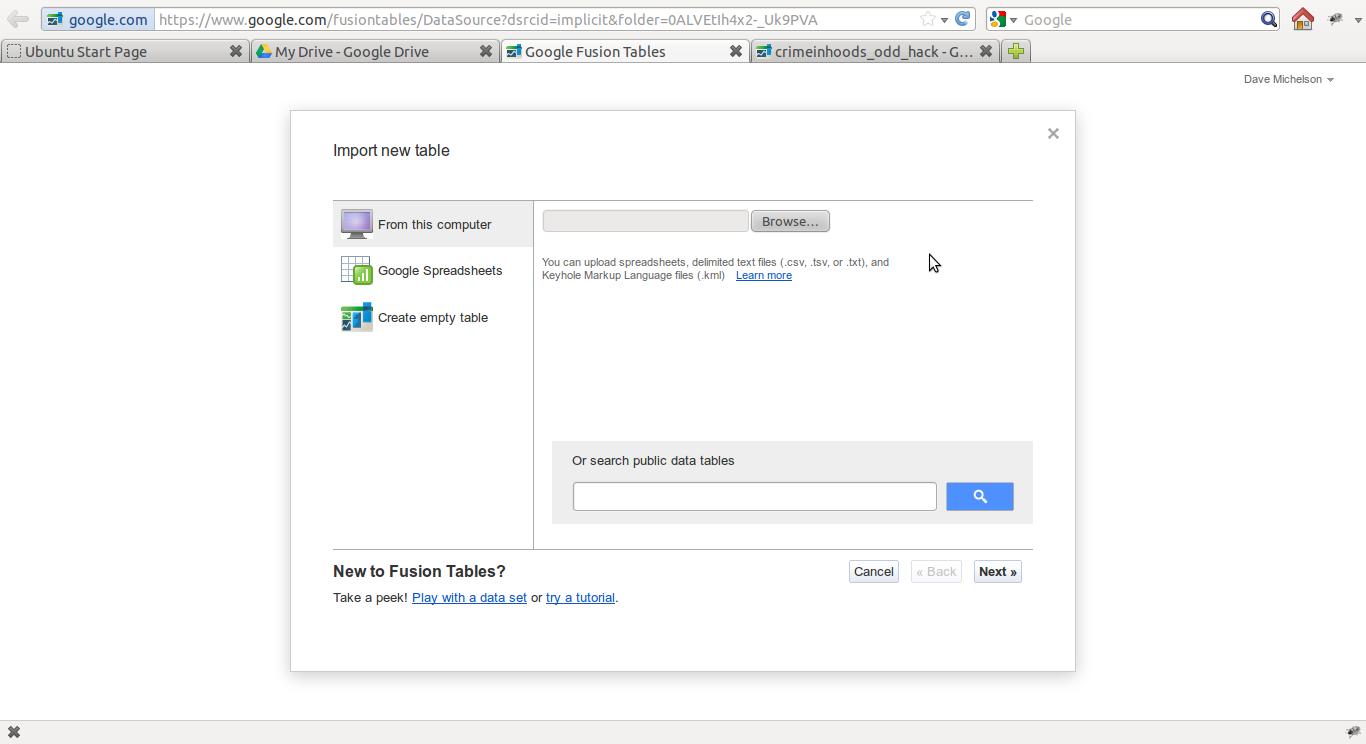 google.com https://www.google.com/fusiontables/DataSource?dsrcid=implicit&folder=0ALVEtIh4x2-_Uk9PVA Google
Ubuntu Start Page My Drive - Google Drive Google Fusion Tables crimeinhoods_odd_hack - G...
Dave Michelson
Import new table
From this computer
Google Spreadsheets
Create empty table
Browse...
You can upload spreadsheets, delimited text files (.csv, .tsv, or .txt), and
Keyhole Markup Language files (.kml) Learn more
Or search public data tables
New to Fusion Tables?
Take a peek! Play with a data set or try a tutorial.
Cancel « Back Next »